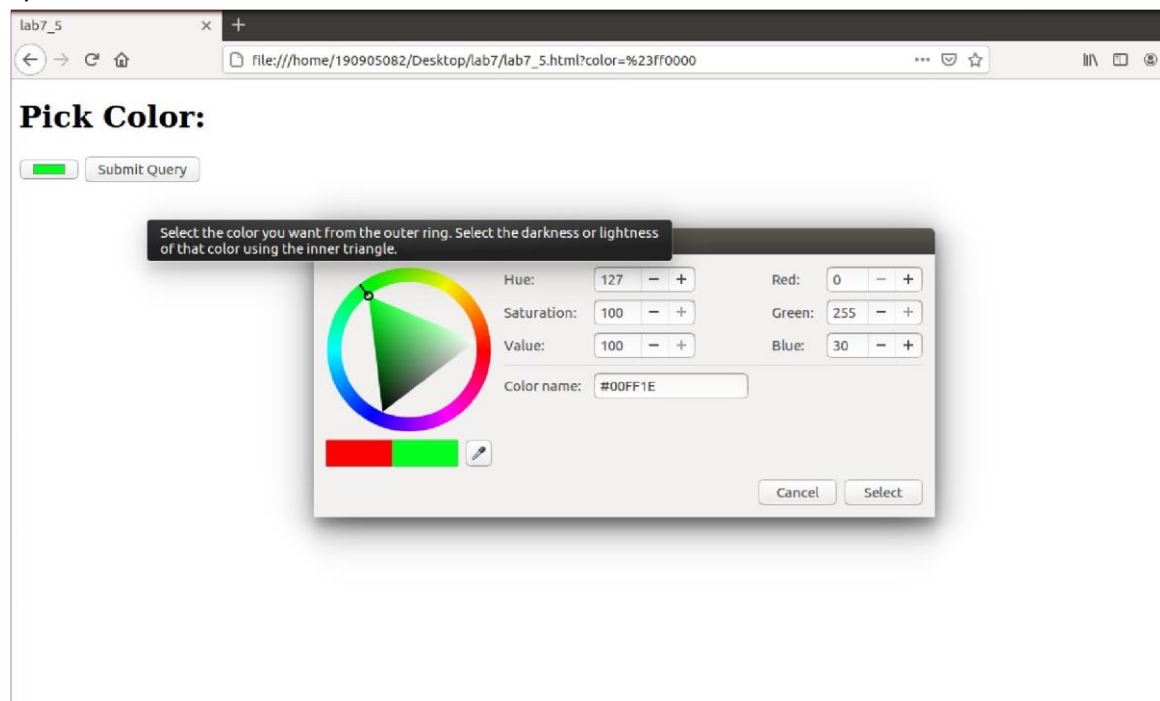 lab7_5
file:///home/190905082/Desktop/lab7/lab7_5.html?color=%23ff0000
Pick Color:
Submit Query
Select the color you want from the outer ring. Select the darkness or lightness
of that color using the inner triangle.
Hue: 127 − + Red: 0 − +
Saturation: 100 − + Green: 255 − +
Value: 100 − + Blue: 30 − +
Color name: #00FF1E
Cancel Select